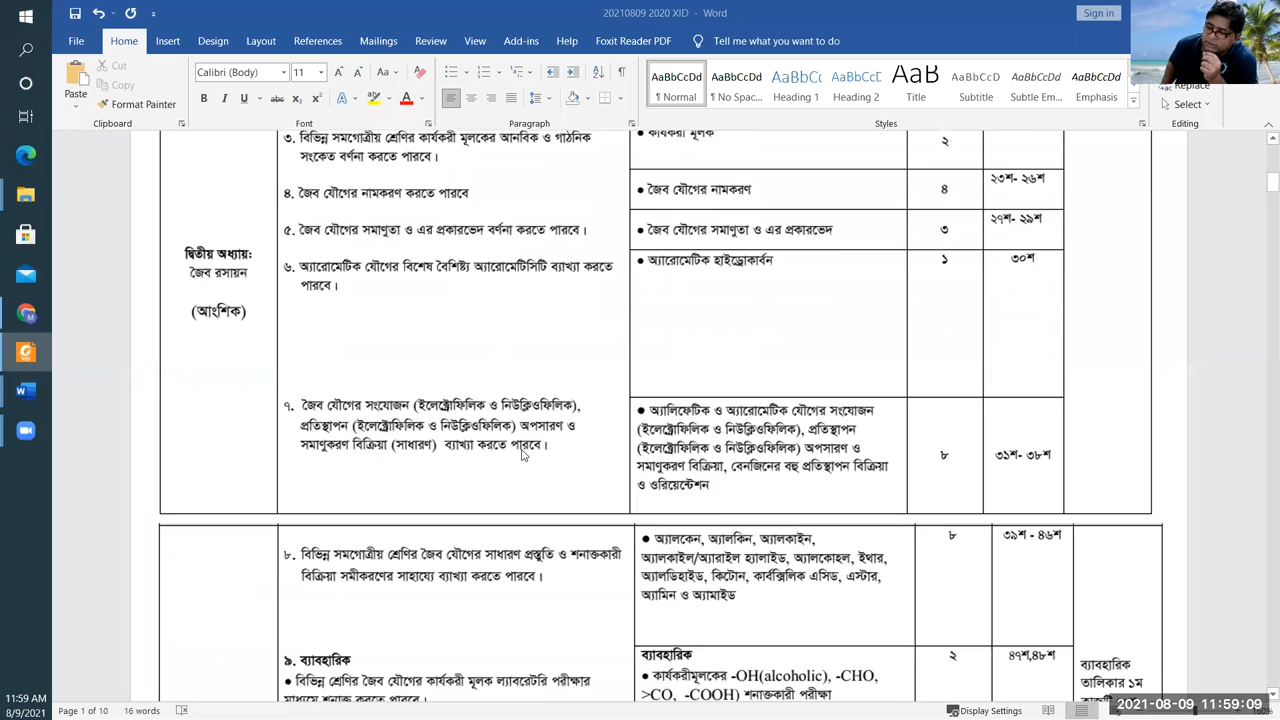 20210809 2020 XID - Word
Sign in
File Home Insert Design Layout References Mailings Review View Add-ins Help Foxit Reader PDF Tell me what you want to do
Paste
Cut
Copy
Format Painter
Calibri (Body) 11
AaBbCcDd AaBbCcDd AaBbCc AaBbCcD AaB AaBbCcD AaBbCcDd AaBbCcDd
¶ Normal ¶ No Spac... Heading 1 Heading 2 Title Subtitle Subtle Em... Emphasis
Replace
Select
Clipboard Font Paragraph Styles Editing
দ্বিতীয় অধ্যায়:
জৈব রসায়ন
(আংশিক)
৩. বিভিন্ন সমগোত্রীয় শ্রেণির কার্যকরী মূলকের আনবিক ও গাঠনিক
সংকেত বর্ণনা করতে পারবে।
৪. জৈব যৌগের নামকরণ করতে পারবে
৫. জৈব যৌগের সমাণুতা ও এর প্রকারভেদ বর্ণনা করতে পারবে।
৬. অ্যারোমেটিক যৌগের বিশেষ বৈশিষ্ট্য অ্যারোমেটিসিটি ব্যাখ্যা করতে
পারবে।
৭. জৈব যৌগের সংযোজন (ইলেক্ট্রোফিলিক ও নিউক্লিওফিলিক),
প্রতিস্থাপন (ইলেক্ট্রোফিলিক ও নিউক্লিওফিলিক) অপসারণ ও
সমাণুকরণ বিক্রিয়া (সাধারণ) ব্যাখ্যা করতে পারবে।
● কার্যকরী মূলক
২
● জৈব যৌগের নামকরণ
৪
২৩শ- ২৬শ
● জৈব যৌগের সমাণুতা ও এর প্রকারভেদ
৩
২৭শ- ২৯শ
● অ্যারোমেটিক হাইড্রোকার্বন
১
৩০শ
● অ্যালিফেটিক ও অ্যারোমেটিক যৌগের সংযোজন
(ইলেক্ট্রোফিলিক ও নিউক্লিওফিলিক), প্রতিস্থাপন
(ইলেক্ট্রোফিলিক ও নিউক্লিওফিলিক) অপসারণ ও
সমাণুকরণ বিক্রিয়া, বেনজিনের বহু প্রতিস্থাপন বিক্রিয়া
ও ওরিয়েন্টেশন
৮
৩১শ- ৩৮শ
৮. বিভিন্ন সমগোত্রীয় শ্রেণির জৈব যৌগের সাধারণ প্রস্তুতি ও শনাক্তকারী
বিক্রিয়া সমীকরণের সাহায্যে ব্যাখ্যা করতে পারবে।
● অ্যালকেন, অ্যালকিন, অ্যালকাইন,
অ্যালকাইল/অ্যারাইল হ্যালাইড, অ্যালকোহল, ইথার,
অ্যালডিহাইড, কিটোন, কার্বক্সিলিক এসিড, এস্টার,
অ্যামিন ও অ্যামাইড
৮
৩৯শ - ৪৬শ
৯. ব্যাবহারিক
● বিভিন্ন শ্রেণির জৈব যৌগের কার্যকরী মূলক ল্যাবরেটরি পরীক্ষার
মাধ্যমে শনাক্ত করতে পারবে।
ব্যাবহারিক
● কার্যকরীমূলকের -OH(alcoholic), -CHO,
>CO, -COOH) শনাক্তকারী পরীক্ষা
২
৪৭শ,৪৮শ
ব্যাবহারিক
তালিকার ১ম
Page 1 of 10 16 words
Display Settings
2021-08-09 11:59:09
11:59 AM
8/9/2021